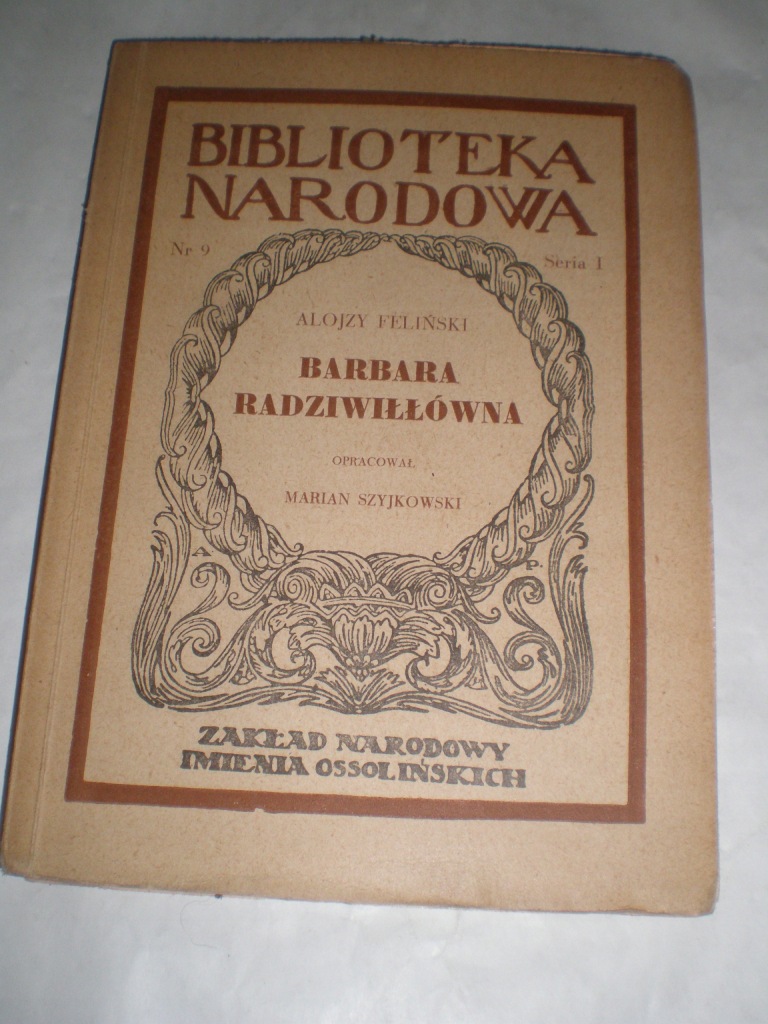 BIBLIOTEKA
NARODOWA
Nr 9 Seria I
ALOJZY FELIŃSKI
BARBARA
RADZIWIŁŁÓWNA
OPRACOWAŁ
MARIAN SZYJKOWSKI
A. P.
ZAKŁAD NARODOWY
IMIENIA OSSOLIŃSKICH